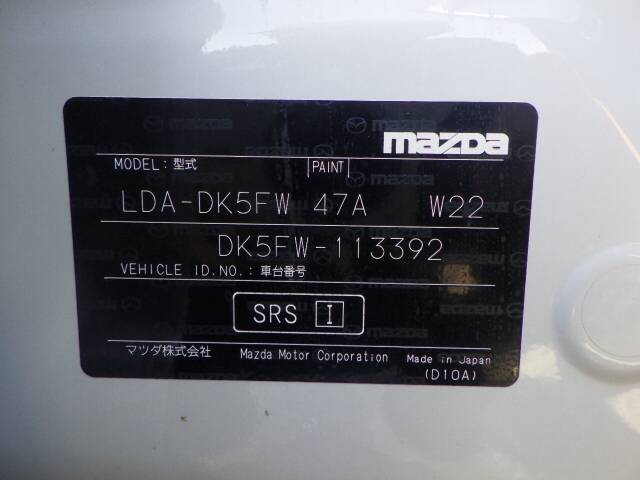 mazda
MODEL: 型式 PAINT
LDA-DK5FW 47A W22
DK5FW-113392
VEHICLE ID.NO.: 車台番号
SRS I
マツダ株式会社 Mazda Motor Corporation Made in Japan
(D10A)